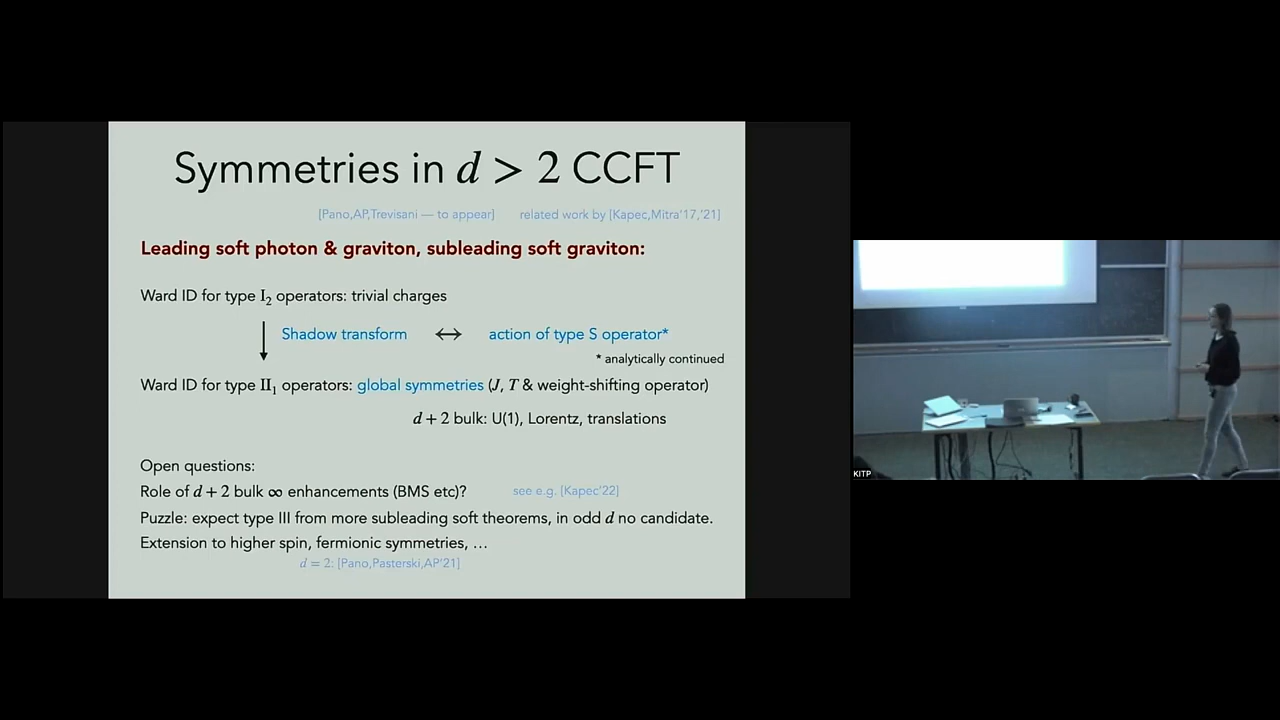 Symmetries in d > 2 CCFT
[Pano,AP,Trevisani — to appear] related work by [Kapec,Mitra'17,'21]
Leading soft photon & graviton, subleading soft graviton:
Ward ID for type I₂ operators: trivial charges
Shadow transform ↔ action of type S operator*
* analytically continued
Ward ID for type II₁ operators: global symmetries (J, T & weight-shifting operator)
d + 2 bulk: U(1), Lorentz, translations
Open questions:
Role of d + 2 bulk ∞ enhancements (BMS etc)? see e.g. [Kapec'22]
Puzzle: expect type III from more subleading soft theorems, in odd d no candidate.
Extension to higher spin, fermionic symmetries, …
d = 2: [Pano,Pasterski,AP'21]
KITP